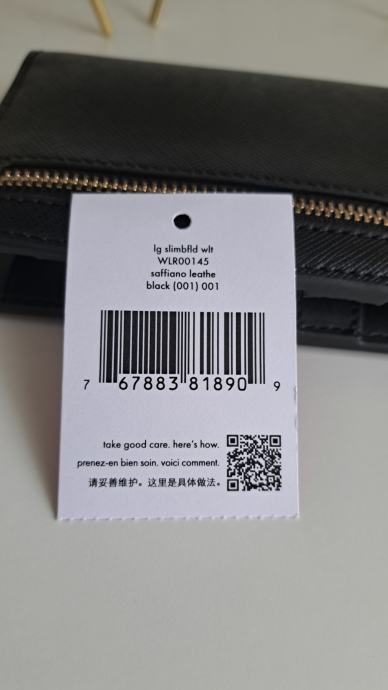 lg slimbfld wlt
WLR00145
saffiano leathe
black (001) 001
7 67883 81890 9
take good care. here's how.
prenez-en bien soin. voici comment.
请妥善维护。这里是具体做法。